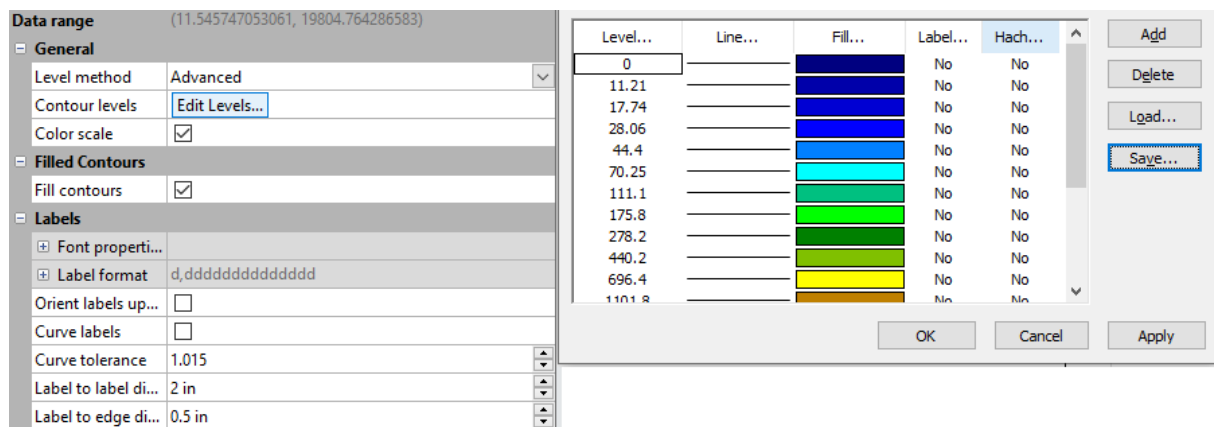 Data range (11.545747053061, 19804.764286583)
General
Level method Advanced
Contour levels Edit Levels...
Color scale
Filled Contours
Fill contours
Labels
Font properti...
Label format d,dddddddddddddd
Orient labels up...
Curve labels
Curve tolerance 1.015
Label to label di... 2 in
Label to edge di... 0.5 in
Level... Line... Fill... Label... Hach...
0 No No
11.21 No No
17.74 No No
28.06 No No
44.4 No No
70.25 No No
111.1 No No
175.8 No No
278.2 No No
440.2 No No
696.4 No No
1101.8 No No
Add
Delete
Load...
Save...
OK Cancel Apply